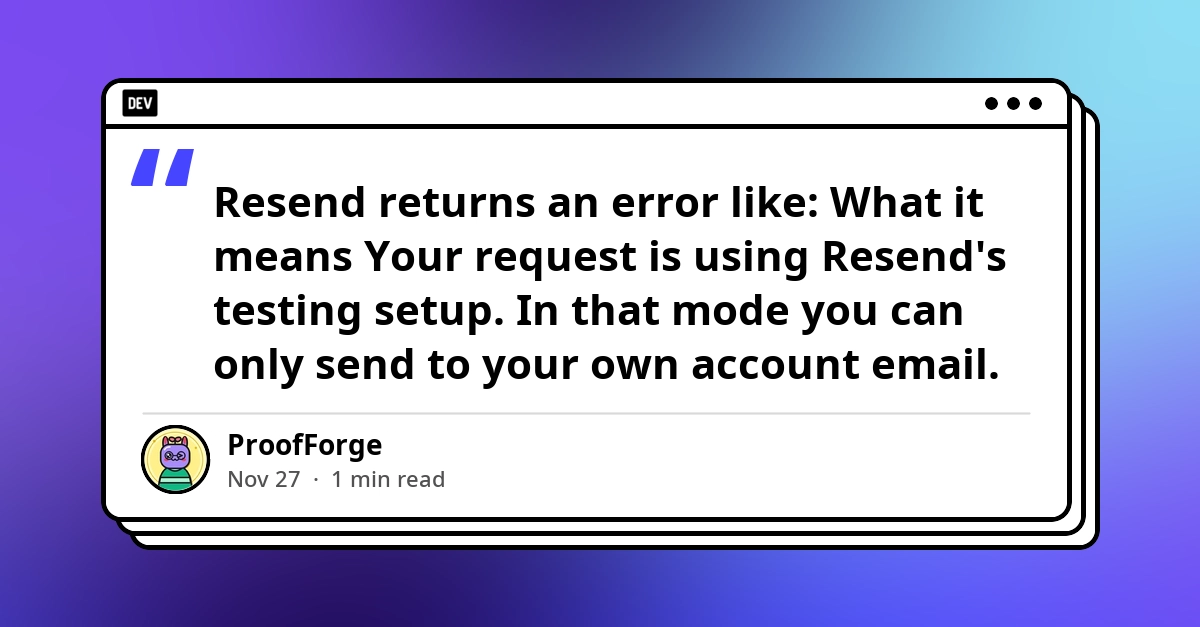 DEV
“
Resend returns an error like: What it
means Your request is using Resend's
testing setup. In that mode you can
only send to your own account email.
ProofForge
Nov 27 · 1 min read